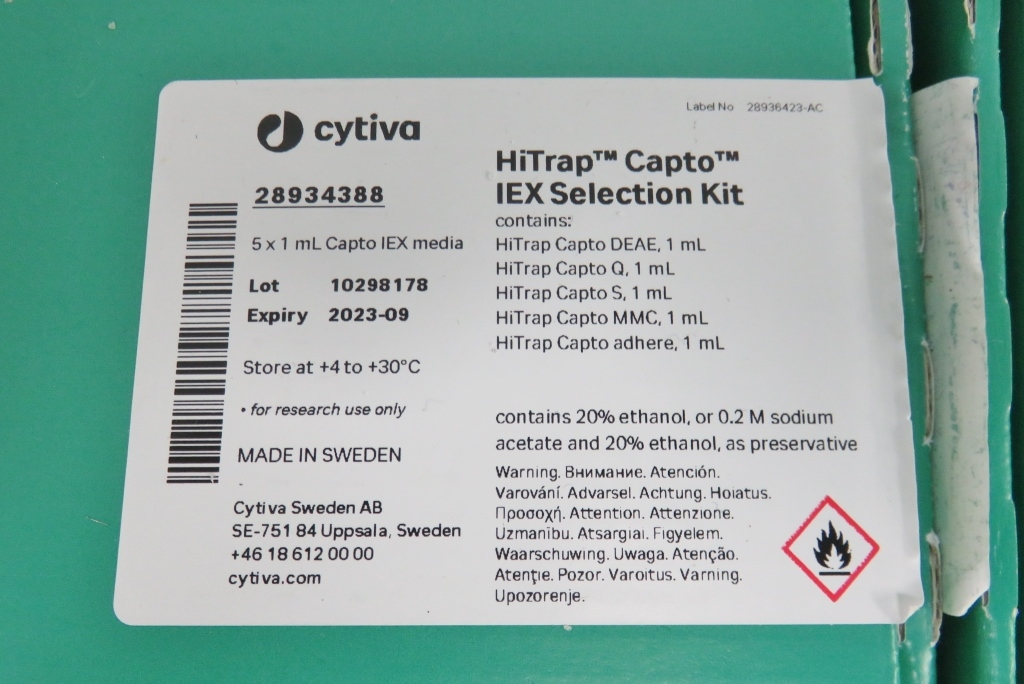 cytiva
28934388
5 x 1 mL Capto IEX media
Lot 10298178
Expiry 2023-09
Store at +4 to +30°C
• for research use only
MADE IN SWEDEN
Cytiva Sweden AB
SE-751 84 Uppsala, Sweden
+46 18 612 00 00
cytiva.com
Label No 28936423-AC
HiTrap™ Capto™
IEX Selection Kit
contains:
HiTrap Capto DEAE, 1 mL
HiTrap Capto Q, 1 mL
HiTrap Capto S, 1 mL
HiTrap Capto MMC, 1 mL
HiTrap Capto adhere, 1 mL
contains 20% ethanol, or 0.2 M sodium
acetate and 20% ethanol, as preservative
Warning. Внимание. Atención.
Varování. Advarsel. Achtung. Hoiatus.
Προσοχή. Attention. Attenzione.
Uzmanību. Atsargiai. Figyelem.
Waarschuwing. Uwaga. Atenção.
Atenţie. Pozor. Varoitus. Varning.
Upozorenje.